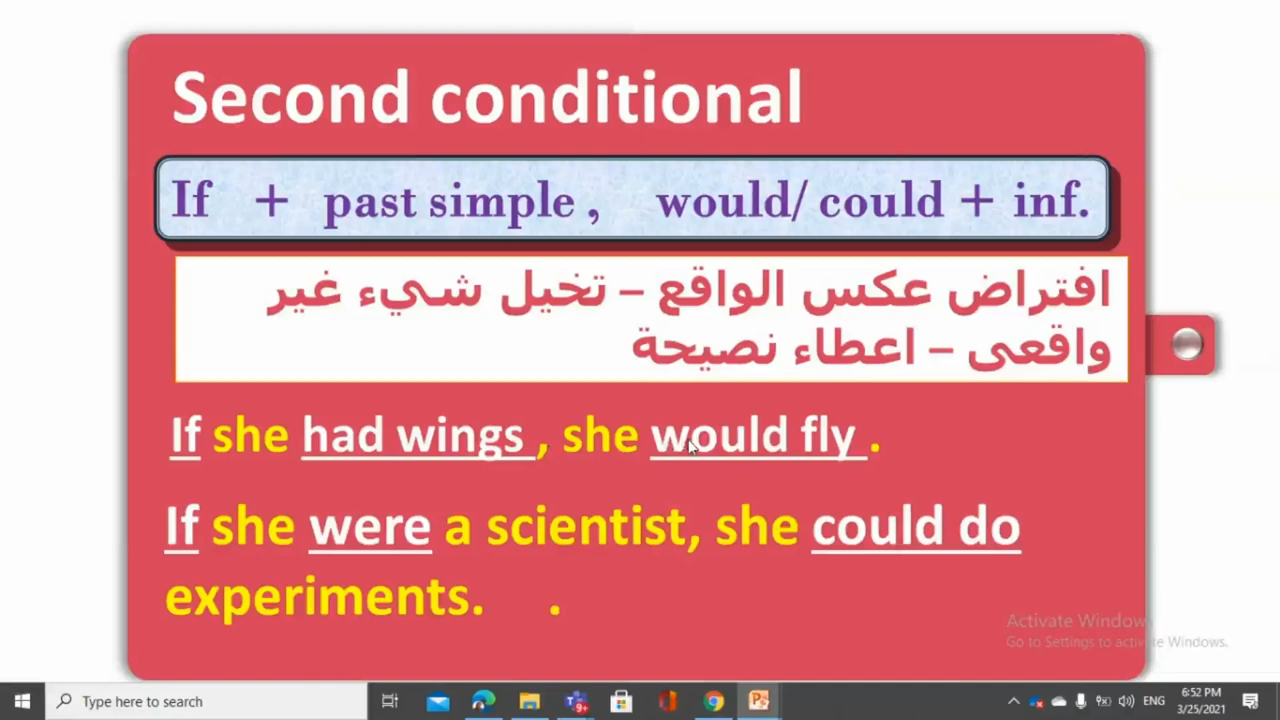 Second conditional
If + past simple , would/ could + inf.
افتراض عكس الواقع – تخيل شيء غير
واقعى – اعطاء نصيحة
If she had wings , she would fly .
If she were a scientist, she could do
experiments. .
Activate Windows
Go to Settings to activate Windows.
Type here to search
9+
ENG
6:52 PM
3/25/2021